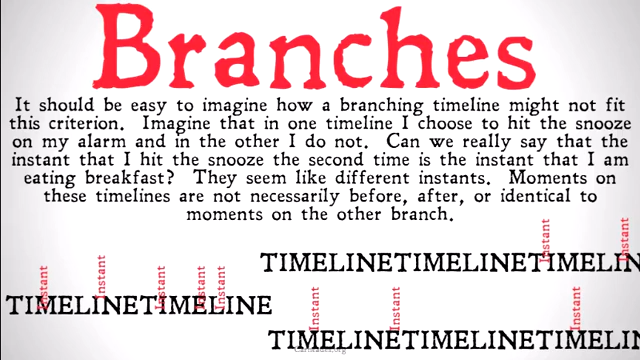 Branches
It should be easy to imagine how a branching timeline might not fit
this criterion. Imagine that in one timeline I choose to hit the snooze
on my alarm and in the other I do not. Can we really say that the
instant that I hit the snooze the second time is the instant that I am
eating breakfast? They seem like different instants. Moments on
these timelines are not necessarily before, after, or identical to
moments on the other branch.
Instant
Instant
TIMELINETIMELINETIMELIN
Instant
Instant
Instant
Instant
Instant
TIMELINETIMELINE
Instant
Instant
Instant
TIMELINETIMELINETIMELIN